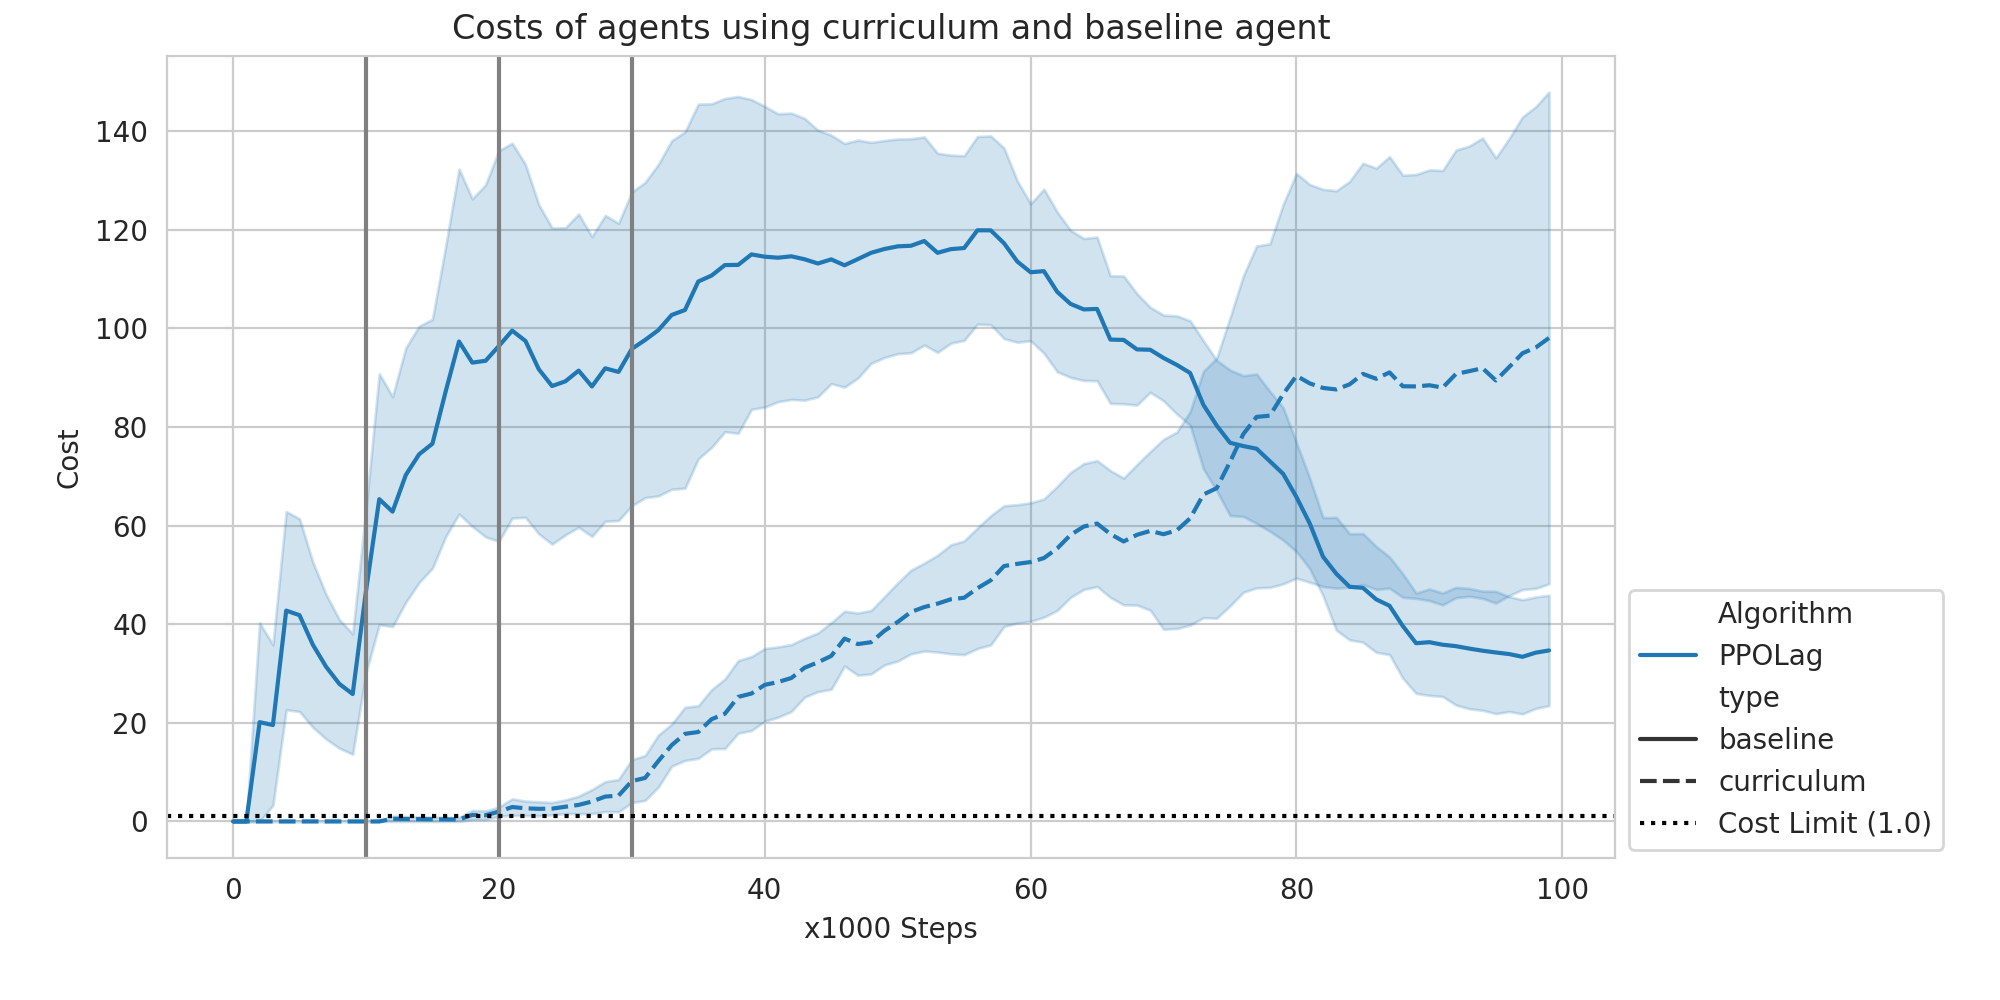 Costs of agents using curriculum and baseline agent
Cost
140
120
100
80
60
40
20
0
0 20 40 60 80 100
x1000 Steps
Algorithm
PPOLag
type
baseline
curriculum
Cost Limit (1.0)